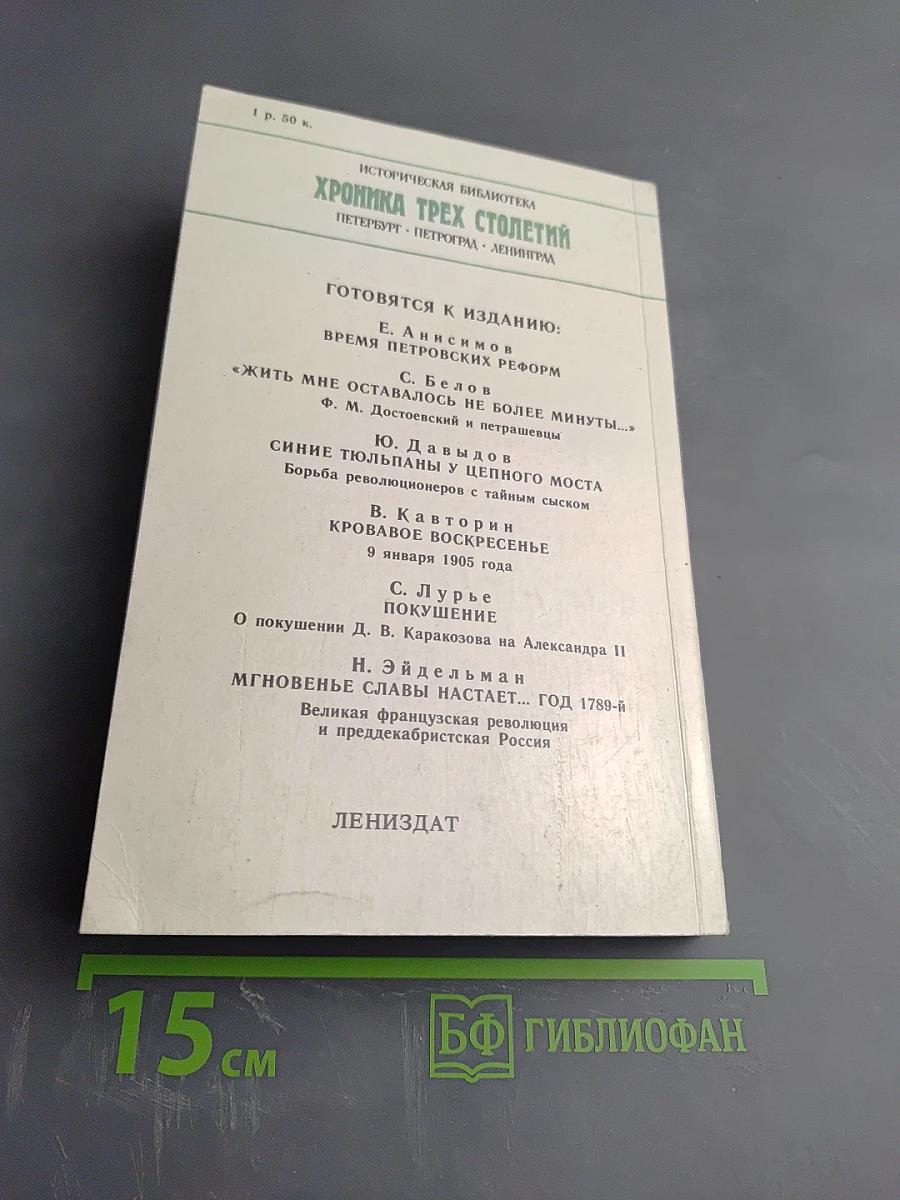 1 р. 50 к.
ИСТОРИЧЕСКАЯ БИБЛИОТЕКА
ХРОНИКА ТРЕХ СТОЛЕТИЙ
ПЕТЕРБУРГ · ПЕТРОГРАД · ЛЕНИНГРАД
ГОТОВЯТСЯ К ИЗДАНИЮ:
Е. Анисимов
ВРЕМЯ ПЕТРОВСКИХ РЕФОРМ
С. Белов
«ЖИТЬ МНЕ ОСТАВАЛОСЬ НЕ БОЛЕЕ МИНУТЫ...»
Ф. М. Достоевский и петрашевцы
Ю. Давыдов
СИНИЕ ТЮЛЬПАНЫ У ЦЕПНОГО МОСТА
Борьба революционеров с тайным сыском
В. Кавторин
КРОВАВОЕ ВОСКРЕСЕНЬЕ
9 января 1905 года
С. Лурье
ПОКУШЕНИЕ
О покушении Д. В. Каракозова на Александра II
Н. Эйдельман
МГНОВЕНЬЕ СЛАВЫ НАСТАЕТ... ГОД 1789-й
Великая французская революция
и преддекабристская Россия
ЛЕНИЗДАТ
15 см
БФ ГИБЛИОФАН